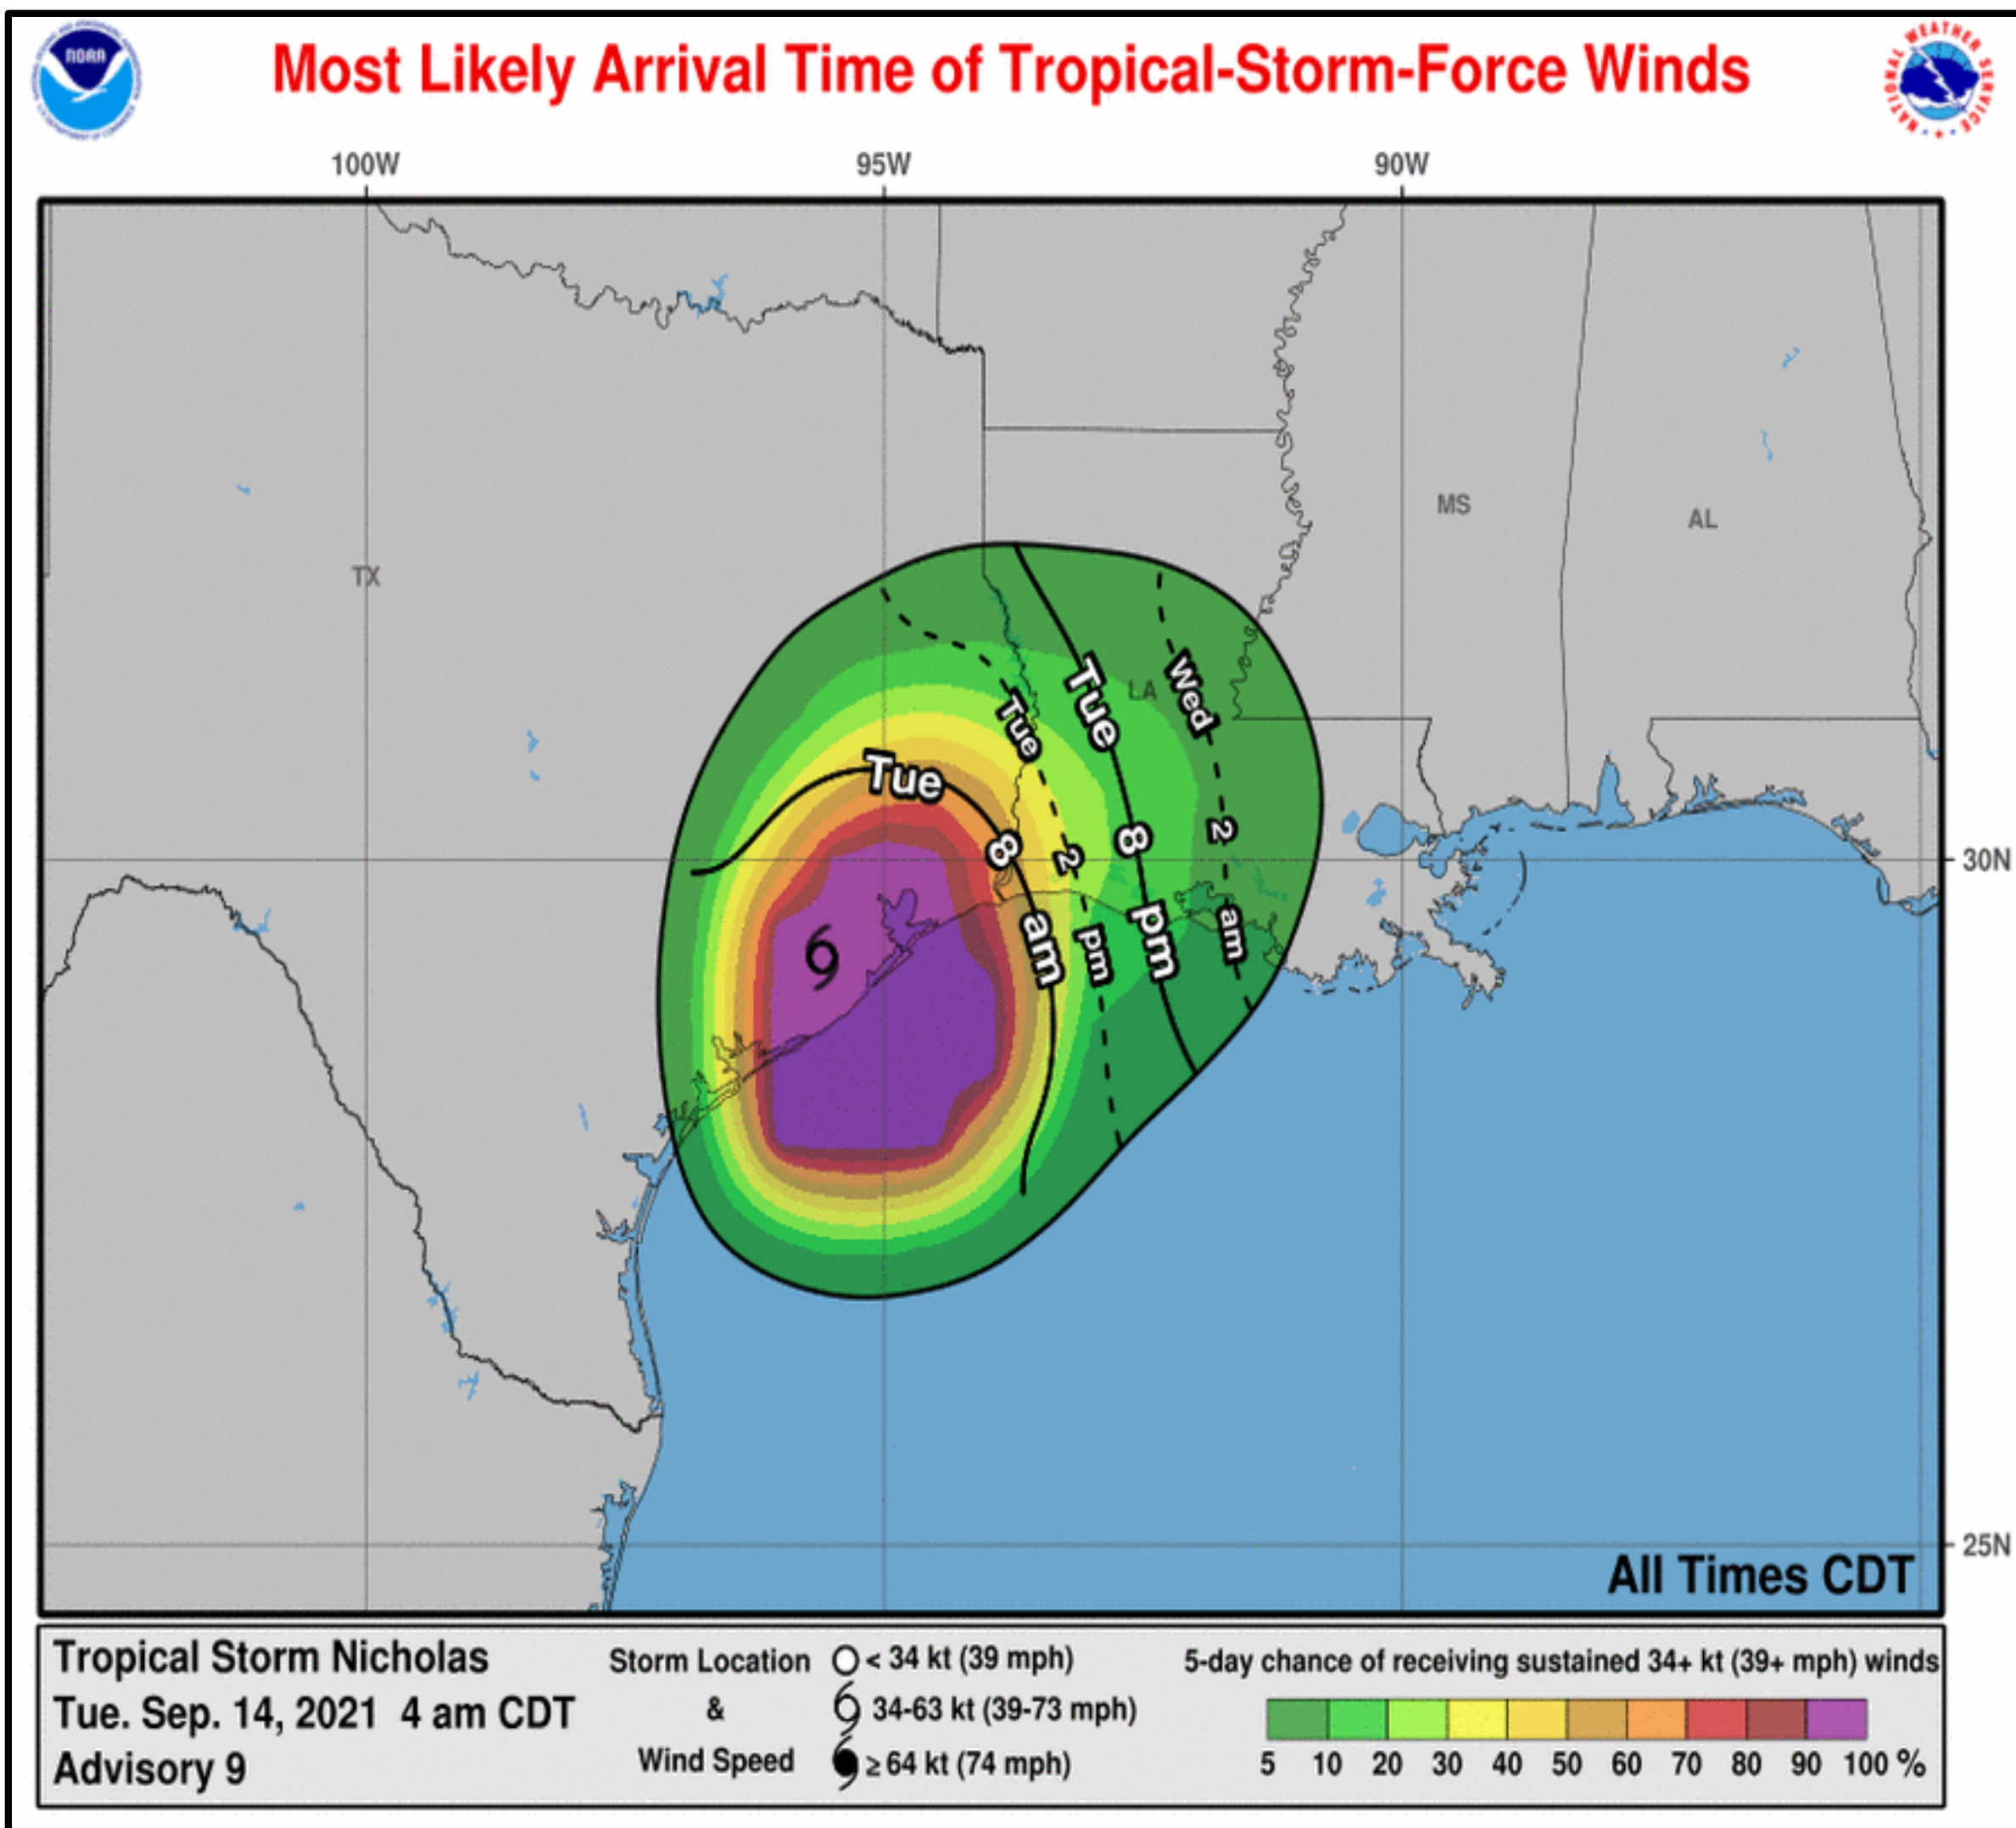 NOAA
Most Likely Arrival Time of Tropical-Storm-Force Winds
NATIONAL WEATHER SERVICE
100W
95W
90W
TX
MS
AL
LA
Tue 8 am
Tue 2 pm
Tue 8 pm
Wed 2 am
30N
25N
All Times CDT
Tropical Storm Nicholas
Tue. Sep. 14, 2021 4 am CDT
Advisory 9
Storm Location
&
Wind Speed
< 34 kt (39 mph)
34-63 kt (39-73 mph)
≥ 64 kt (74 mph)
5-day chance of receiving sustained 34+ kt (39+ mph) winds
5 10 20 30 40 50 60 70 80 90 100 %